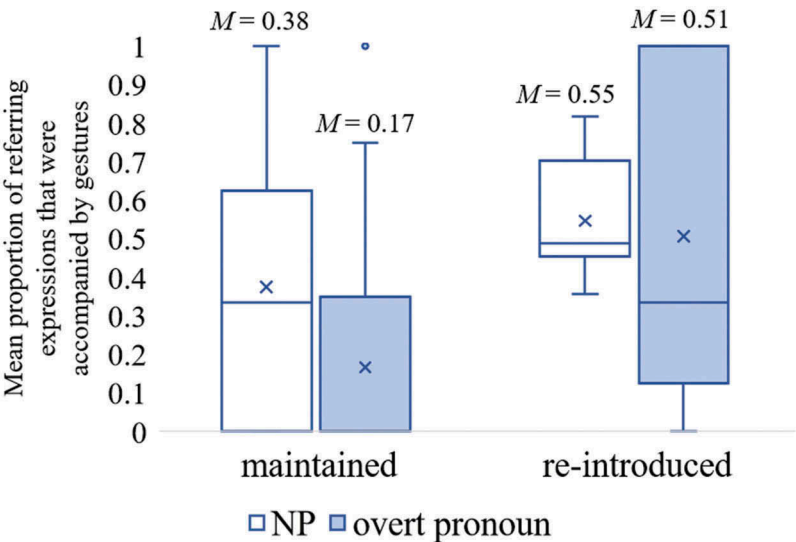 M = 0.38
M = 0.51
M = 0.55
M = 0.17
Mean proportion of referring
expressions that were
accompanied by gestures
1
0.9
0.8
0.7
0.6
0.5
0.4
0.3
0.2
0.1
0
maintained
re-introduced
NP
overt pronoun